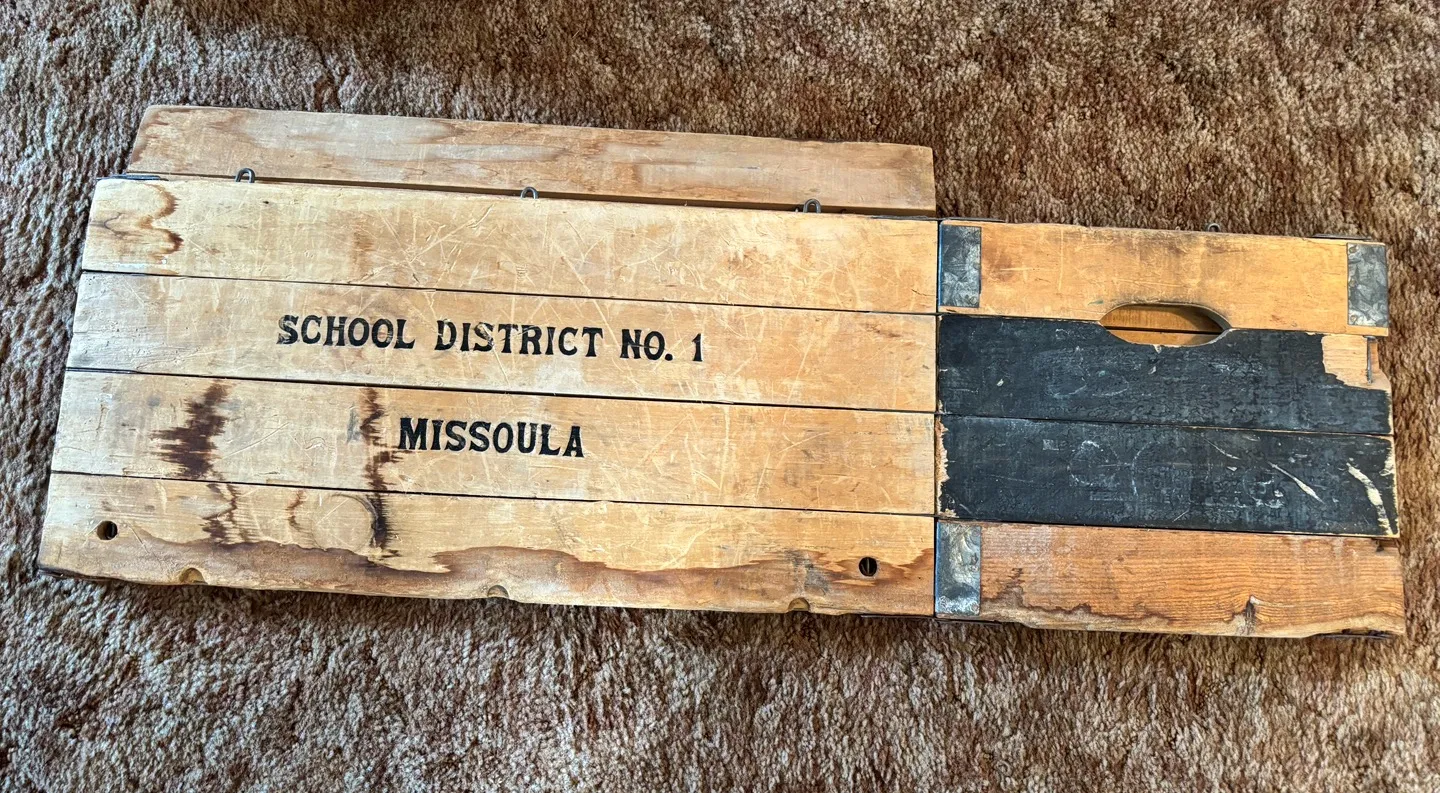 SCHOOL DISTRICT NO. 1
MISSOULA